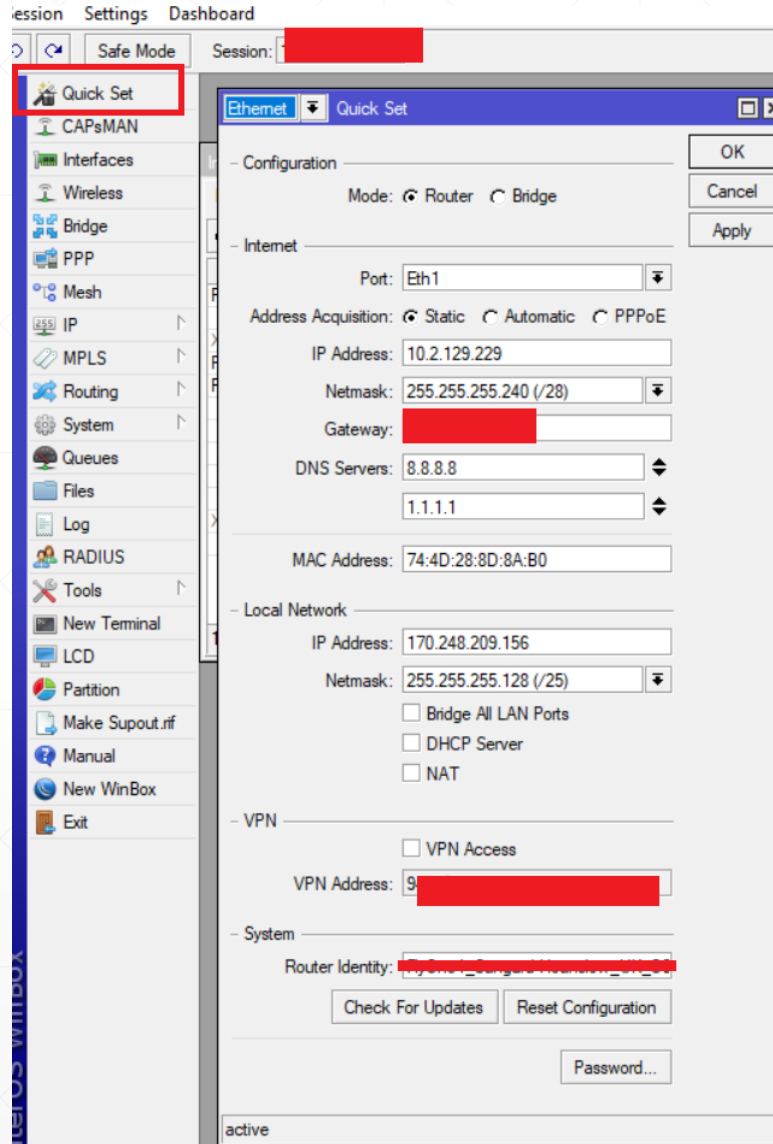 Session Settings Dashboard
Safe Mode Session:
Quick Set
CAPsMAN
Interfaces
Wireless
Bridge
PPP
Mesh
IP
MPLS
Routing
System
Queues
Files
Log
RADIUS
Tools
New Terminal
LCD
Partition
Make Supout.rif
Manual
New WinBox
Exit
Ethernet Quick Set
OK
Cancel
Apply
Configuration
Mode: Router Bridge
Internet
Port: Eth1
Address Acquisition: Static Automatic PPPoE
IP Address: 10.2.129.229
Netmask: 255.255.255.240 (/28)
Gateway:
DNS Servers: 8.8.8.8
1.1.1.1
MAC Address: 74:4D:28:8D:8A:B0
Local Network
IP Address: 170.248.209.156
Netmask: 255.255.255.128 (/25)
Bridge All LAN Ports
DHCP Server
NAT
VPN
VPN Access
VPN Address: 9
System
Router Identity:
Check For Updates Reset Configuration
Password...
active
WinBox